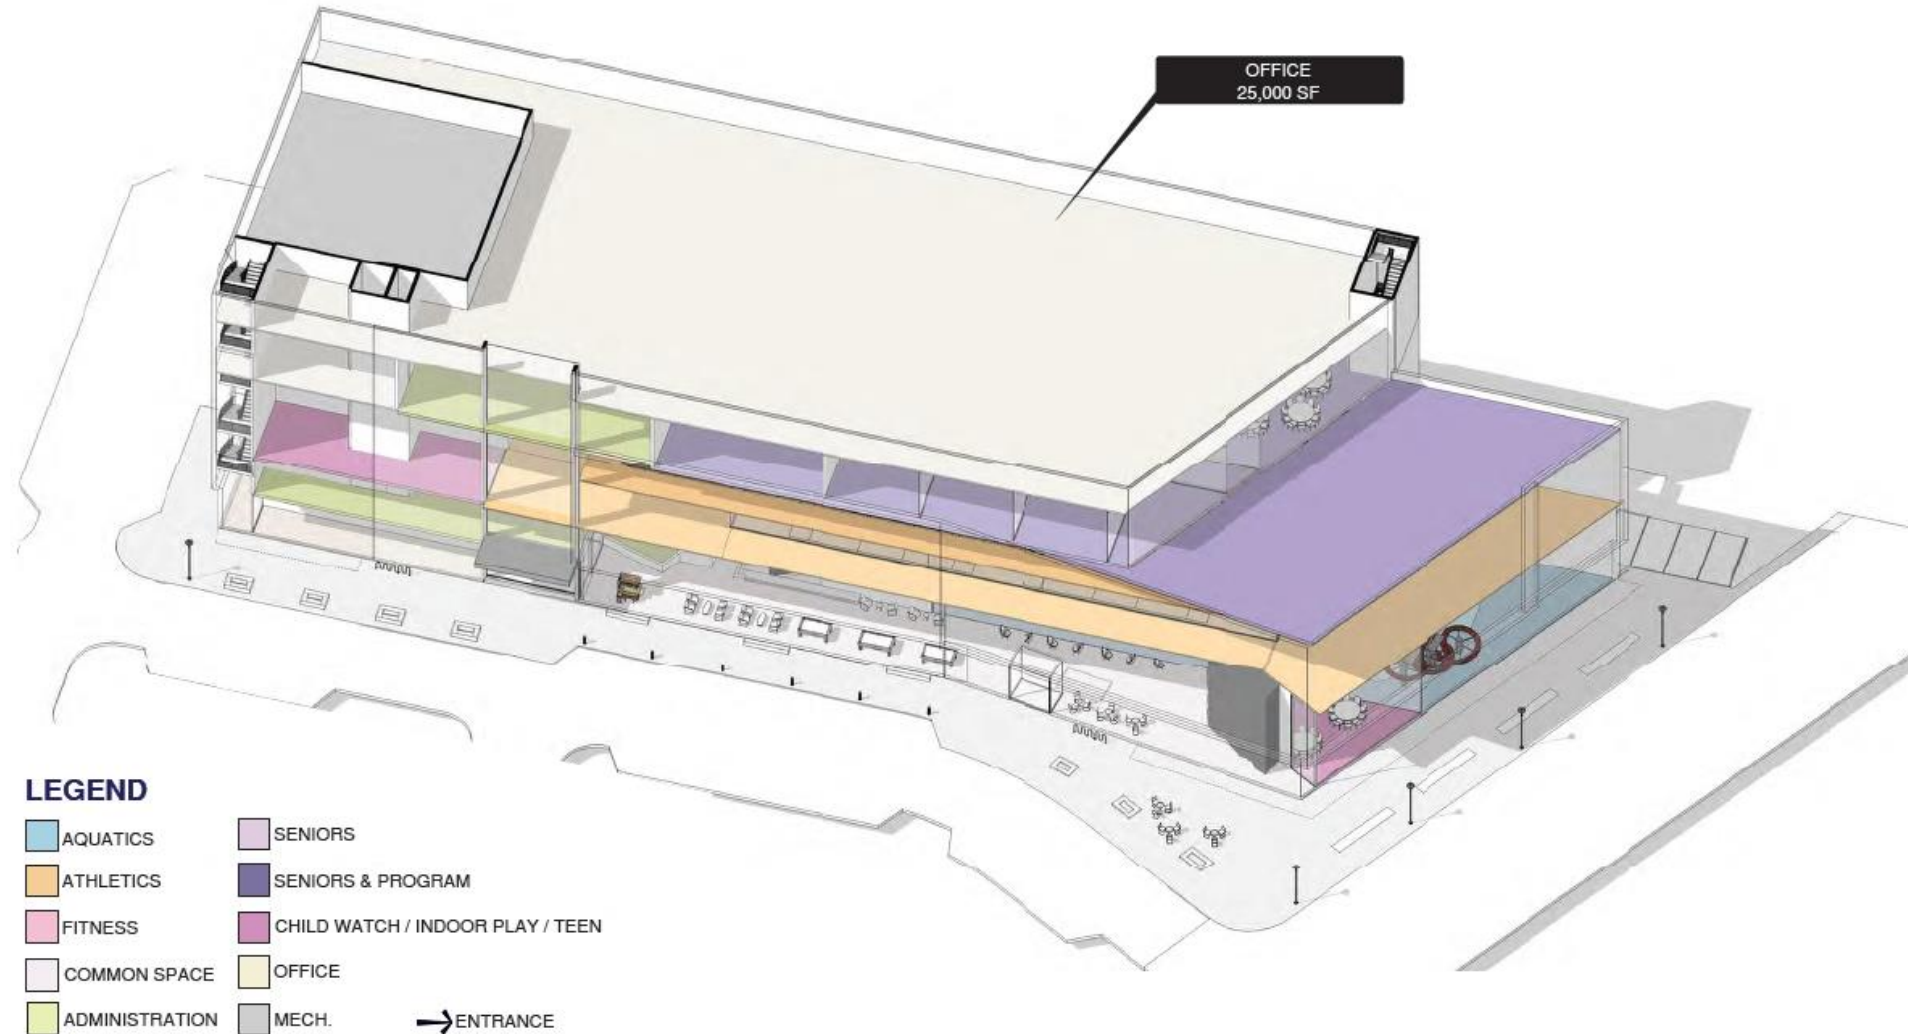 OFFICE
25,000 SF
LEGEND
AQUATICS
ATHLETICS
FITNESS
COMMON SPACE
ADMINISTRATION
SENIORS
SENIORS & PROGRAM
CHILD WATCH / INDOOR PLAY / TEEN
OFFICE
MECH.
ENTRANCE